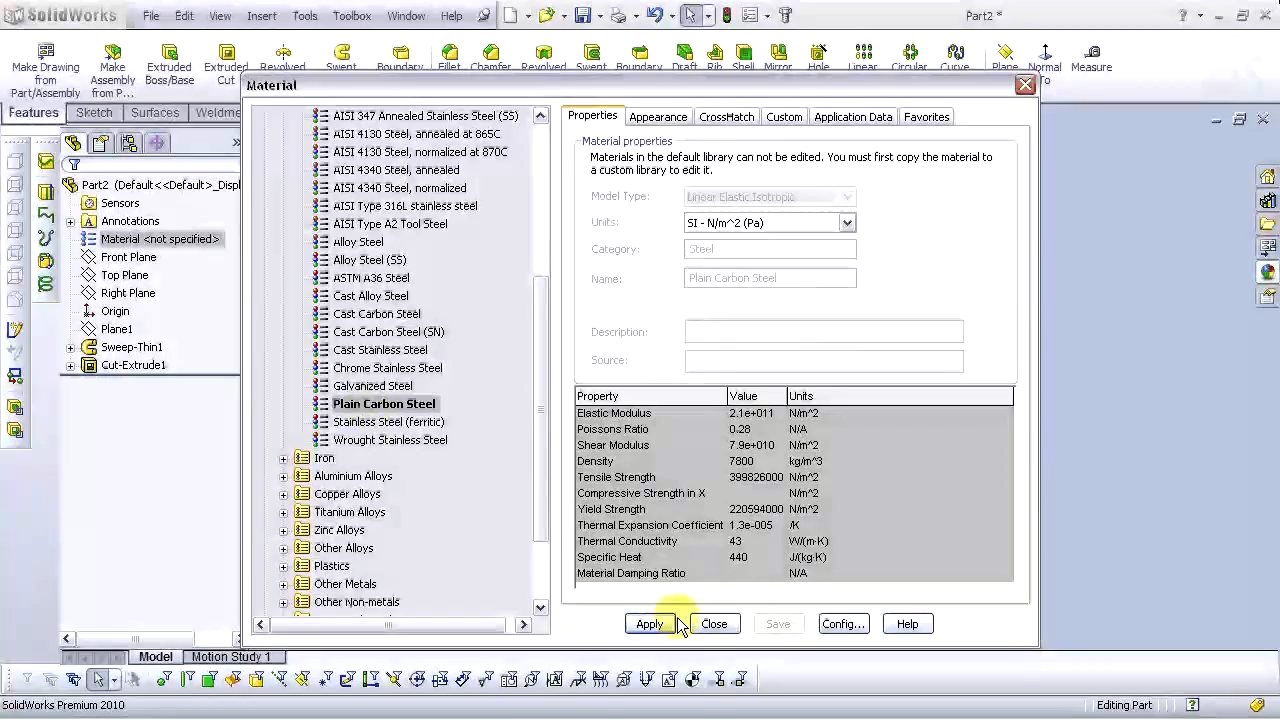 SolidWorks File Edit View Insert Tools Toolbox Window Help Part2 *
Make Drawing from Part/Assembly
Make Assembly from P...
Extruded Boss/Base
Extruded Cut
Revolved
Swept
Boundary
Fillet
Chamfer
Revolved
Swept
Boundary
Draft
Rib
Shell
Mirror
Hole
Linear
Circular
Curve
Plane
Normal To
Measure
Features Sketch Surfaces Weldme
Part2 (Default<<Default>_Displ
Sensors
Annotations
Material <not specified>
Front Plane
Top Plane
Right Plane
Origin
Plane1
Sweep-Thin1
Cut-Extrude1
Material
AISI 347 Annealed Stainless Steel (SS)
AISI 4130 Steel, annealed at 865C
AISI 4130 Steel, normalized at 870C
AISI 4340 Steel, annealed
AISI 4340 Steel, normalized
AISI Type 316L stainless steel
AISI Type A2 Tool Steel
Alloy Steel
Alloy Steel (SS)
ASTM A36 Steel
Cast Alloy Steel
Cast Carbon Steel
Cast Carbon Steel (SN)
Cast Stainless Steel
Chrome Stainless Steel
Galvanized Steel
Plain Carbon Steel
Stainless Steel (ferritic)
Wrought Stainless Steel
Iron
Aluminium Alloys
Copper Alloys
Titanium Alloys
Zinc Alloys
Other Alloys
Plastics
Other Metals
Other Non-metals
Properties Appearance CrossHatch Custom Application Data Favorites
Material properties
Materials in the default library can not be edited. You must first copy the material to
a custom library to edit it.
Model Type: Linear Elastic Isotropic
Units: SI - N/m^2 (Pa)
Category: Steel
Name: Plain Carbon Steel
Description:
Source:
Property Value Units
Elastic Modulus 2.1e+011 N/m^2
Poissons Ratio 0.28 N/A
Shear Modulus 7.9e+010 N/m^2
Density 7800 kg/m^3
Tensile Strength 399826000 N/m^2
Compressive Strength in X N/m^2
Yield Strength 220594000 N/m^2
Thermal Expansion Coefficient 1.3e-005 /K
Thermal Conductivity 43 W/(m·K)
Specific Heat 440 J/(kg·K)
Material Damping Ratio N/A
Apply Close Save Config... Help
Model Motion Study 1
SolidWorks Premium 2010 Editing Part